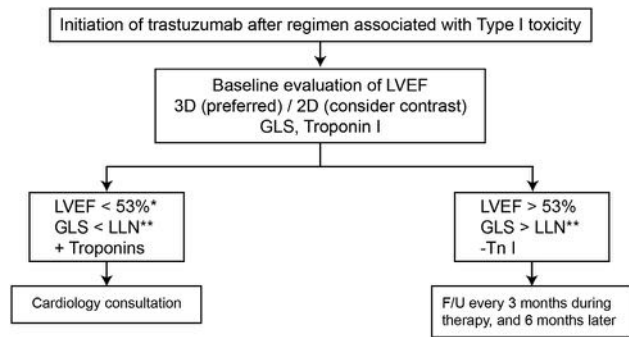 Initiation of trastuzumab after regimen associated with Type I toxicity
Baseline evaluation of LVEF
3D (preferred) / 2D (consider contrast)
GLS, Troponin I
LVEF < 53%*
GLS < LLN**
+ Troponins
LVEF > 53%
GLS > LLN**
-Tn I
Cardiology consultation
F/U every 3 months during
therapy, and 6 months later